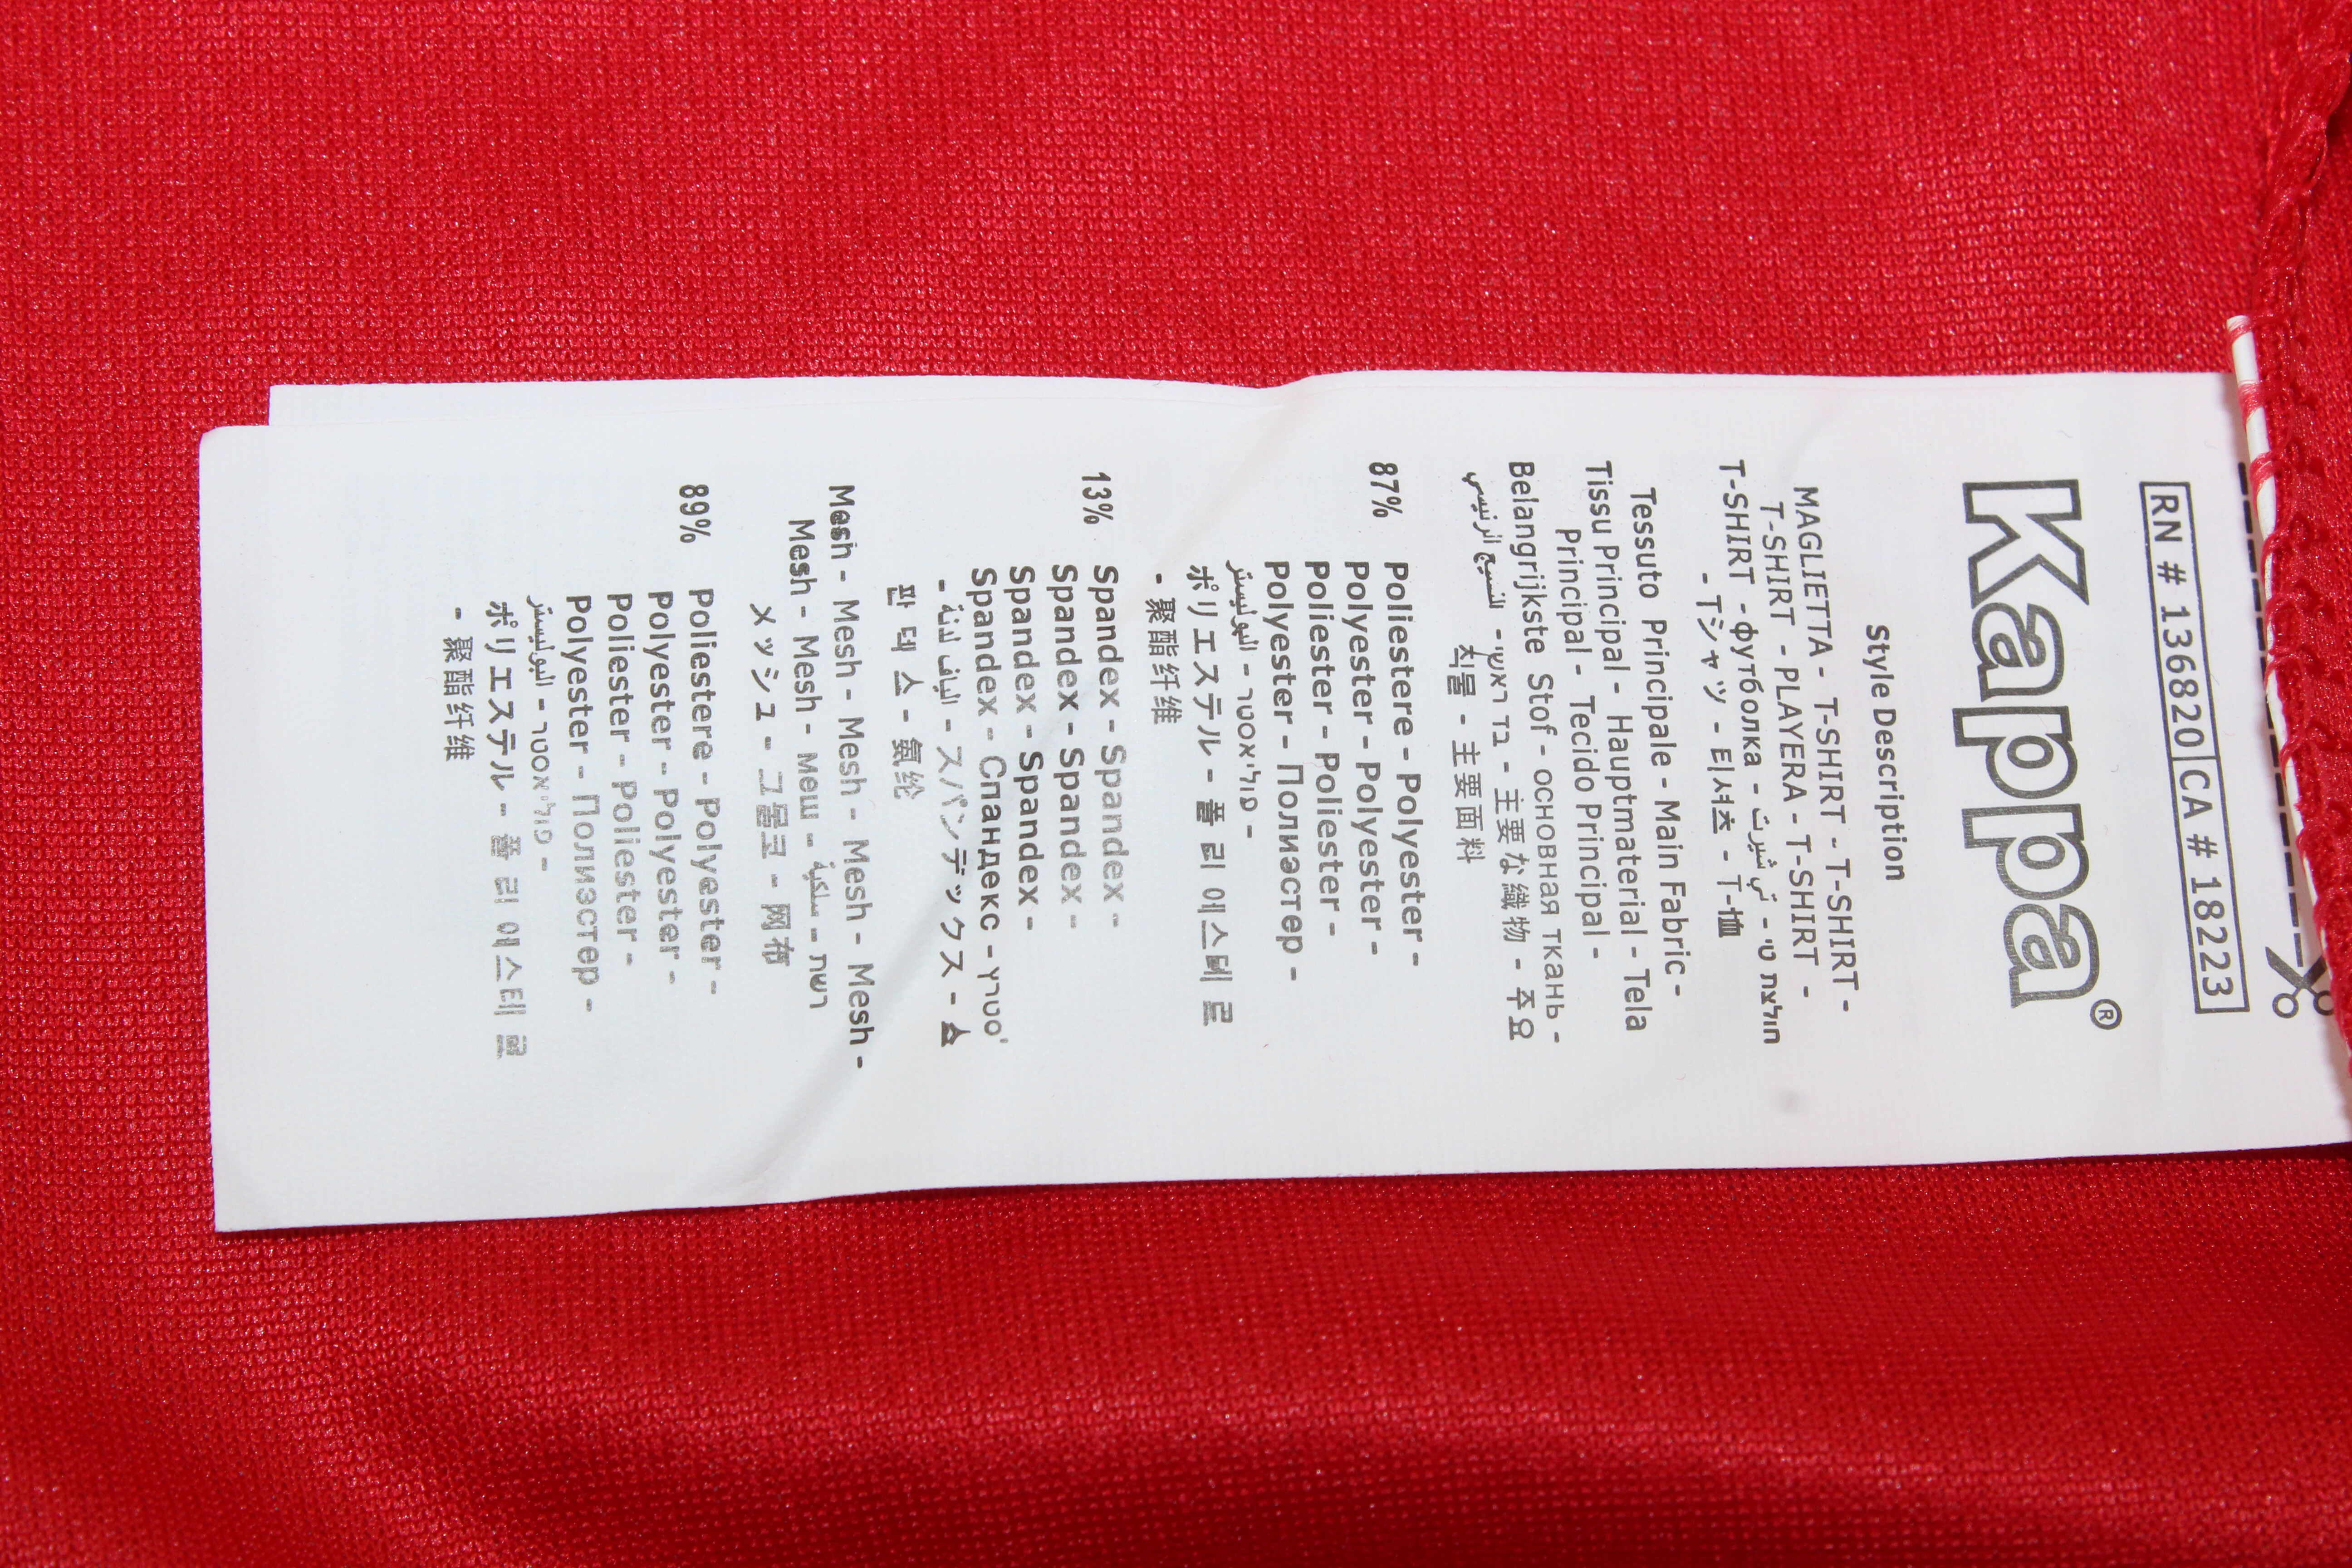 RN # 136820 CA # 18223
Kappa®
Style Description
MAGLIETTA - T-SHIRT - T-SHIRT -
T-SHIRT - PLAYERA - T-SHIRT -
T-SHIRT - футболка - تي شيرت - חולצת טי
- Tシャツ - 티셔츠 - T-恤
Tessuto Principale - Main Fabric -
Tissu Principal - Hauptmaterial - Tela
Principal - Tecido Principal -
Belangrijkste Stof - основная ткань -
النسيج الرئيسي - בד ראשי - 主要な織物 - 주요
직물 - 主要面料
87% Poliestere - Polyester -
Polyester - Polyester -
Poliester - Poliester -
Polyester - Полиэстер -
البوليستر - פוליאסטר -
ポリエステル - 폴 리 에스테 르
- 聚酯纤维
13% Spandex - Spandex -
Spandex - Spandex -
Spandex - Spandex -
Spandex - Спандекс - סטרץ'
- الياف لدنة - スパンデックス - 스
판 덱 스 - 氨纶
Mesh - Mesh - Mesh - Mesh - Mesh -
Mesh - Mesh - меш - سلكية - רשת
メッシュ - 그물코 - 网布
89% Poliestere - Polyester -
Polyester - Polyester -
Poliester - Poliester -
Polyester - Полиэстер -
البوليستر - פוליאסטר -
ポリエステル - 폴 리 에스테 르
- 聚酯纤维